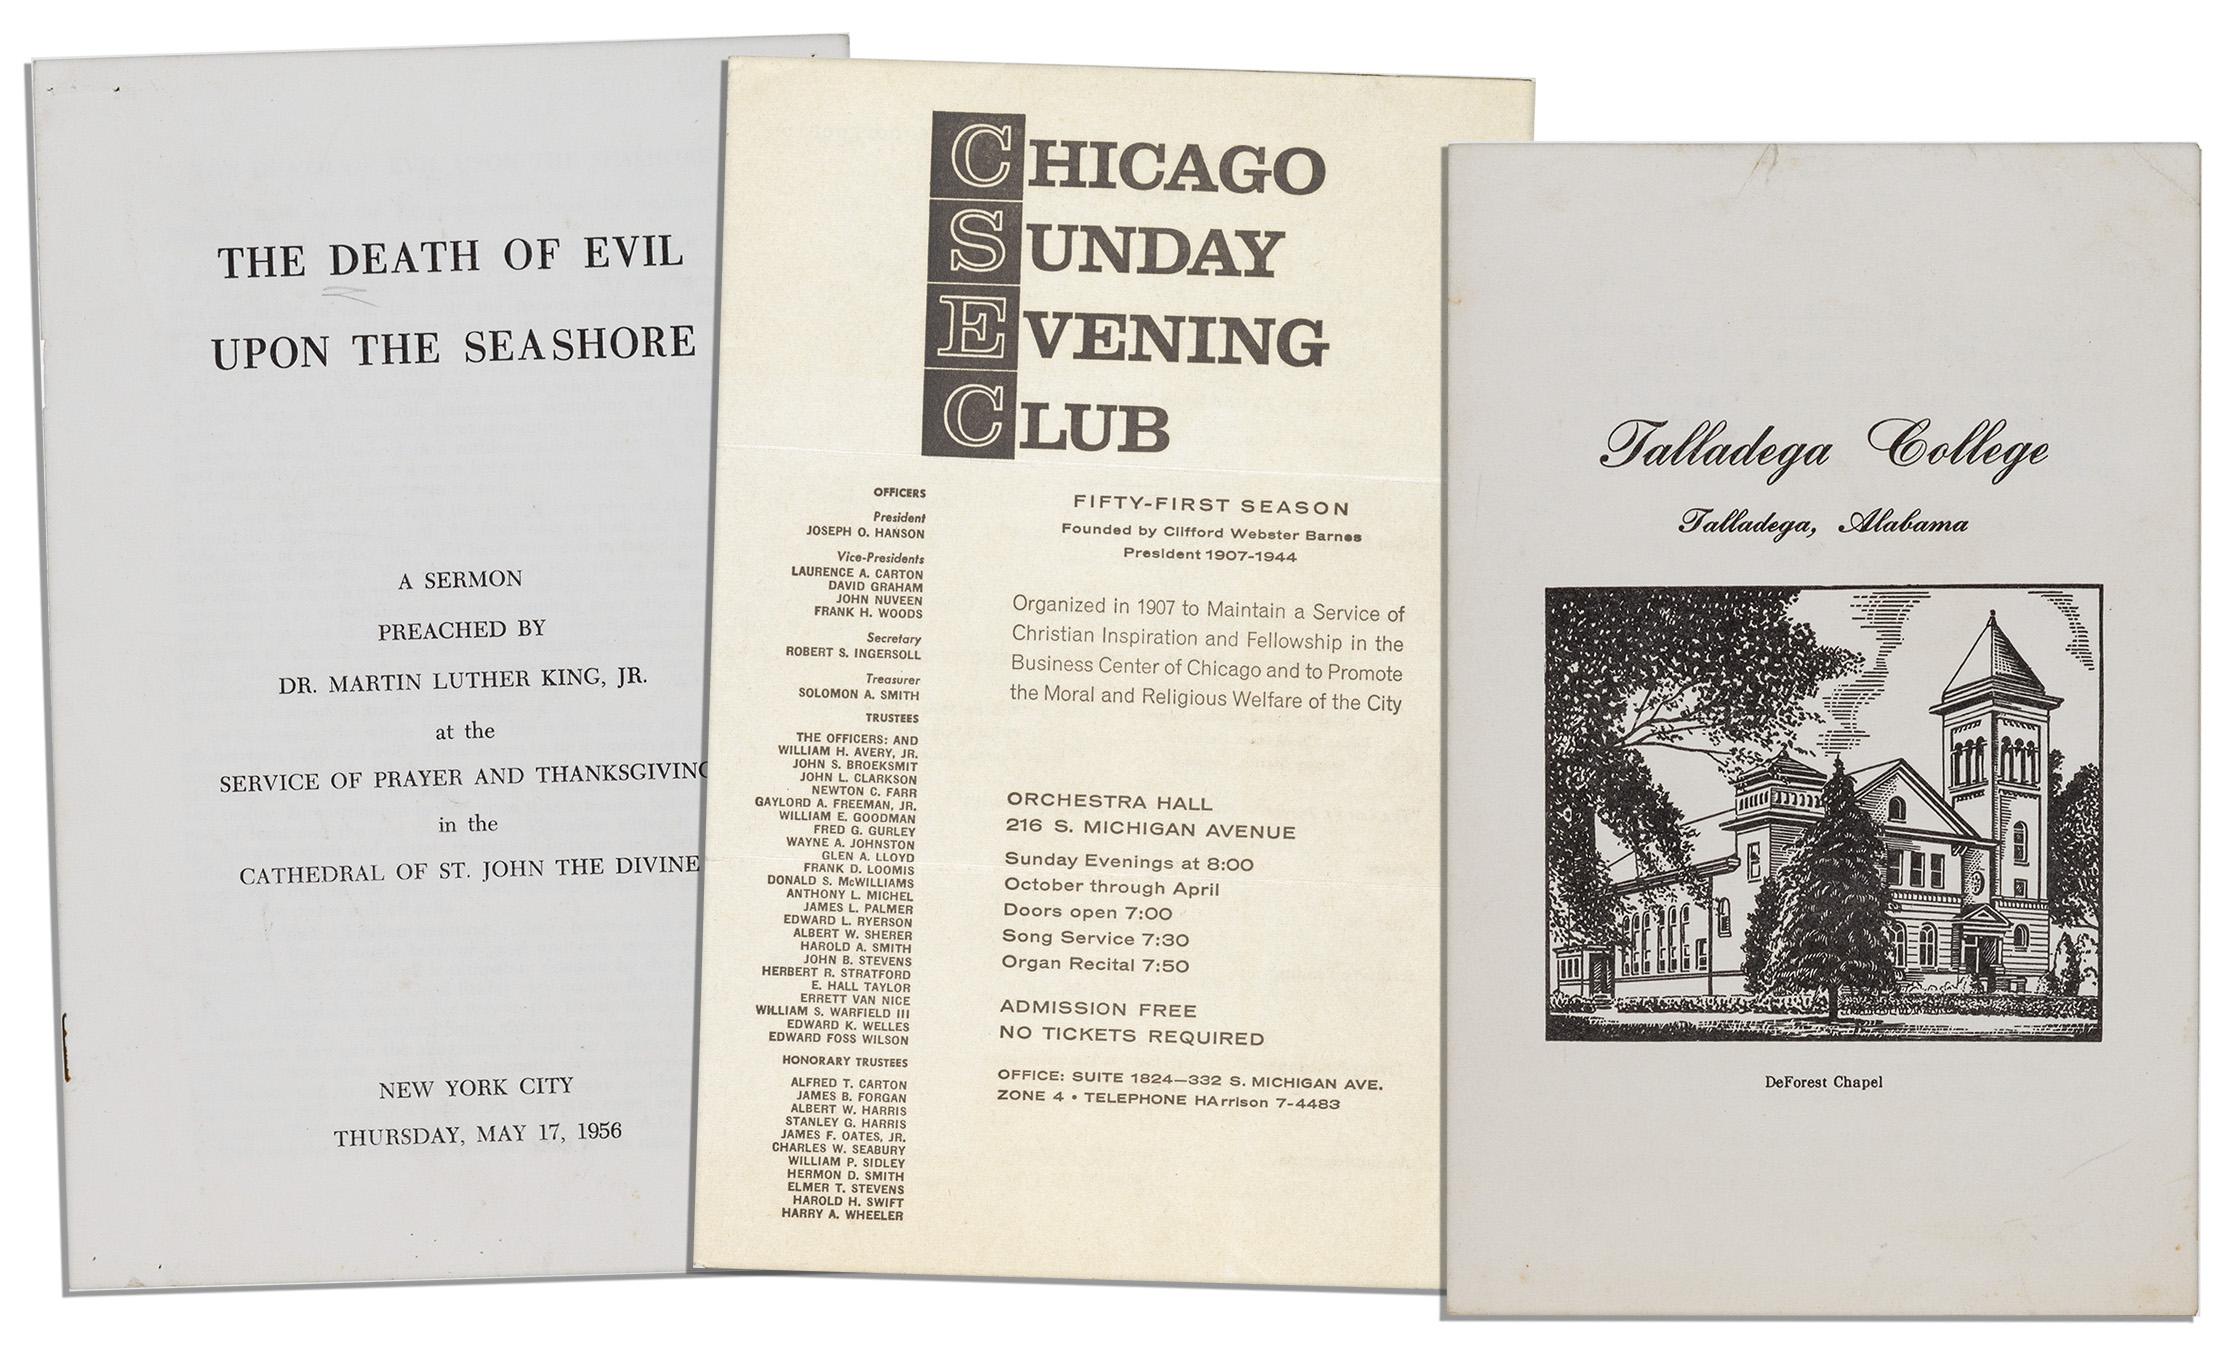 THE DEATH OF EVIL
UPON THE SEASHORE
A SERMON
PREACHED BY
DR. MARTIN LUTHER KING, JR.
at the
SERVICE OF PRAYER AND THANKSGIVING
in the
CATHEDRAL OF ST. JOHN THE DIVINE
NEW YORK CITY
THURSDAY, MAY 17, 1956
CHICAGO
SUNDAY
EVENING
CLUB
OFFICERS
President
JOSEPH O. HANSON
Vice-Presidents
LAURENCE A. CARTON
DAVID GRAHAM
JOHN NUVEEN
FRANK H. WOODS
Secretary
ROBERT S. INGERSOLL
Treasurer
SOLOMON A. SMITH
TRUSTEES
THE OFFICERS: AND
WILLIAM H. AVERY, JR.
JOHN S. BROEKSMIT
JOHN L. CLARKSON
NEWTON C. FARR
GAYLORD A. FREEMAN, JR.
WILLIAM E. GOODMAN
FRED G. GURLEY
WAYNE A. JOHNSTON
GLEN A. LLOYD
FRANK D. LOOMIS
DONALD S. McWILLIAMS
ANTHONY L. MICHEL
JAMES L. PALMER
EDWARD L. RYERSON
ALBERT W. SHERER
HAROLD A. SMITH
JOHN B. STEVENS
HERBERT R. STRATFORD
E. HALL TAYLOR
ERRETT VAN NICE
WILLIAM S. WARFIELD III
EDWARD K. WELLES
EDWARD FOSS WILSON
HONORARY TRUSTEES
ALFRED T. CARTON
JAMES B. FORGAN
ALBERT W. HARRIS
STANLEY G. HARRIS
JAMES F. OATES, JR.
CHARLES W. SEABURY
WILLIAM P. SIDLEY
HERMON D. SMITH
ELMER T. STEVENS
HAROLD H. SWIFT
HARRY A. WHEELER
FIFTY-FIRST SEASON
Founded by Clifford Webster Barnes
President 1907-1944
Organized in 1907 to Maintain a Service of
Christian Inspiration and Fellowship in the
Business Center of Chicago and to Promote
the Moral and Religious Welfare of the City
ORCHESTRA HALL
216 S. MICHIGAN AVENUE
Sunday Evenings at 8:00
October through April
Doors open 7:00
Song Service 7:30
Organ Recital 7:50
ADMISSION FREE
NO TICKETS REQUIRED
OFFICE: SUITE 1824—332 S. MICHIGAN AVE.
ZONE 4 • TELEPHONE HArrison 7-4483
Talladega College
Talladega, Alabama
DeForest Chapel